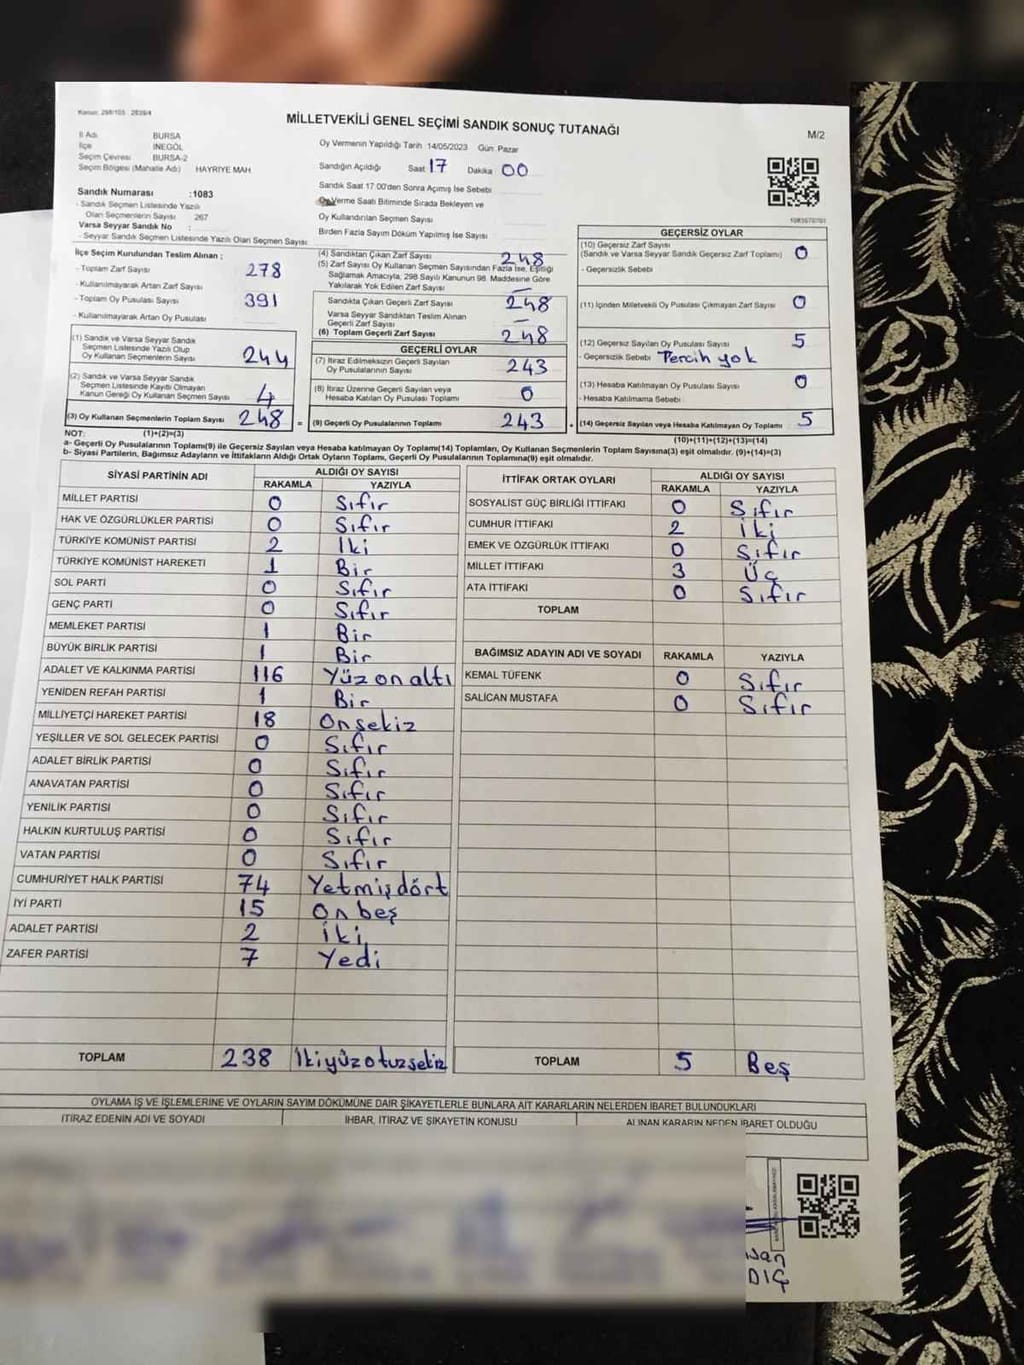 Kanun: 298/105 - 2839/4
MİLLETVEKİLİ GENEL SEÇİMİ SANDIK SONUÇ TUTANAĞI
M/2
İl Adı BURSA
İlçe İNEGÖL
Seçim Çevresi BURSA-2
Seçim Bölgesi (Mahalle Adı) HAYRİYE MAH
Sandık Numarası :1083
- Sandık Seçmen Listesinde Yazılı
Olan Seçmenlerin Sayısı 267
Varsa Seyyar Sandık No :
- Seyyar Sandık Seçmen Listesinde Yazılı Olan Seçmen Sayısı
Oy Vermenin Yapıldığı Tarih 14/05/2023 Gün Pazar
Sandığın Açıldığı Saat 17 Dakika 00
Sandık Saat 17 00'den Sonra Açılmış İse Sebebi
Oy Verme Saati Bitiminde Sırada Bekleyen ve
Oy Kullandırılan Seçmen Sayısı
Birden Fazla Sayım Döküm Yapılmış İse Sayısı
İlçe Seçim Kurulundan Teslim Alınan ;
- Toplam Zarf Sayısı 278
- Kullanılmayarak Artan Zarf Sayısı
- Toplam Oy Pusulası Sayısı 391
- Kullanılmayarak Artan Oy Pusulası
(1) Sandık ve Varsa Seyyar Sandık
Seçmen Listesinde Yazılı Olup
Oy Kullanan Seçmenlerin Sayısı 244
(2) Sandık ve Varsa Seyyar Sandık
Seçmen Listesinde Kayıtlı Olmayan
Kanun Gereği Oy Kullanan Seçmen Sayısı 4
(3) Oy Kullanan Seçmenlerin Toplam Sayısı 248 =
(4) Sandıktan Çıkan Zarf Sayısı 248
(5) Zarf Sayısı Oy Kullanan Seçmen Sayısından Fazla İse, Eşitliği
Sağlamak Amacıyla, 298 Sayılı Kanunun 98. Maddesine Göre
Yakılarak Yok Edilen Zarf Sayısı —
Sandıkta Çıkan Geçerli Zarf Sayısı 248
Varsa Seyyar Sandıktan Teslim Alınan
Geçerli Zarf Sayısı —
(6) Toplam Geçerli Zarf Sayısı 248
GEÇERLİ OYLAR
(7) İtiraz Edilmeksizin Geçerli Sayılan
Oy Pusulalarının Sayısı 243
(8) İtiraz Üzerine Geçerli Sayılan veya
Hesaba Katılan Oy Pusulası Toplamı 0
(9) Geçerli Oy Pusulalarının Toplamı 243 +
1083670701
GEÇERSİZ OYLAR
(10) Geçersiz Zarf Sayısı
(Sandık ve Varsa Seyyar Sandık Geçersiz Zarf Toplamı) 0
- Geçersizlik Sebebi
(11) İçinden Milletvekili Oy Pusulası Çıkmayan Zarf Sayısı 0
(12) Geçersiz Sayılan Oy Pusulası Sayısı 5
- Geçersizlik Sebebi Tercih yok
(13) Hesaba Katılmayan Oy Pusulası Sayısı 0
- Hesaba Katılmama Sebebi
(14) Geçersiz Sayılan veya Hesaba Katılmayan Oy Toplamı 5
NOT: (1)+(2)=(3)
(10)+(11)+(12)+(13)=(14)
a- Geçerli Oy Pusulalarının Toplamı(9) ile Geçersiz Sayılan veya Hesaba Katılmayan Oy Toplamı(14) Toplamları, Oy Kullanan Seçmenlerin Toplam Sayısına(3) eşit olmalıdır. (9)+(14)=(3)
b- Siyasi Partilerin, Bağımsız Adayların ve İttifakların Aldığı Ortak Oyların Toplamı, Geçerli Oy Pusulalarının Toplamına(9) eşit olmalıdır.
SİYASİ PARTİNİN ADI ALDIĞI OY SAYISI
RAKAMLA YAZIYLA
MİLLET PARTİSİ 0 Sıfır
HAK VE ÖZGÜRLÜKLER PARTİSİ 0 Sıfır
TÜRKİYE KOMÜNİST PARTİSİ 2 İki
TÜRKİYE KOMÜNİST HAREKETİ 1 Bir
SOL PARTİ 0 Sıfır
GENÇ PARTİ 0 Sıfır
MEMLEKET PARTİSİ 1 Bir
BÜYÜK BİRLİK PARTİSİ 1 Bir
ADALET VE KALKINMA PARTİSİ 116 Yüz on altı
YENİDEN REFAH PARTİSİ 1 Bir
MİLLİYETÇİ HAREKET PARTİSİ 18 Onsekiz
YEŞİLLER VE SOL GELECEK PARTİSİ 0 Sıfır
ADALET BİRLİK PARTİSİ 0 Sıfır
ANAVATAN PARTİSİ 0 Sıfır
YENİLİK PARTİSİ 0 Sıfır
HALKIN KURTULUŞ PARTİSİ 0 Sıfır
VATAN PARTİSİ 0 Sıfır
CUMHURİYET HALK PARTİSİ 74 Yetmişdört
İYİ PARTİ 15 On beş
ADALET PARTİSİ 2 İki
ZAFER PARTİSİ 7 Yedi
TOPLAM 238 İkiyüzotuzsekiz
İTTİFAK ORTAK OYLARI ALDIĞI OY SAYISI
RAKAMLA YAZIYLA
SOSYALİST GÜÇ BİRLİĞİ İTTİFAKI 0 Sıfır
CUMHUR İTTİFAKI 2 İki
EMEK VE ÖZGÜRLÜK İTTİFAKI 0 Sıfır
MİLLET İTTİFAKI 3 Üç
ATA İTTİFAKI 0 Sıfır
TOPLAM
BAĞIMSIZ ADAYIN ADI VE SOYADI RAKAMLA YAZIYLA
KEMAL TÜFENK 0 Sıfır
SALİCAN MUSTAFA 0 Sıfır
TOPLAM 5 Beş
OYLAMA İŞ VE İŞLEMLERİNE VE OYLARIN SAYIM DÖKÜMÜNE DAİR ŞİKAYETLERLE BUNLARA AİT KARARLARIN NELERDEN İBARET BULUNDUKLARI
İTİRAZ EDENİN ADI VE SOYADI İHBAR, İTİRAZ VE ŞİKAYETİN KONUSU ALINAN KARARIN NEDEN İBARET OLDUĞU